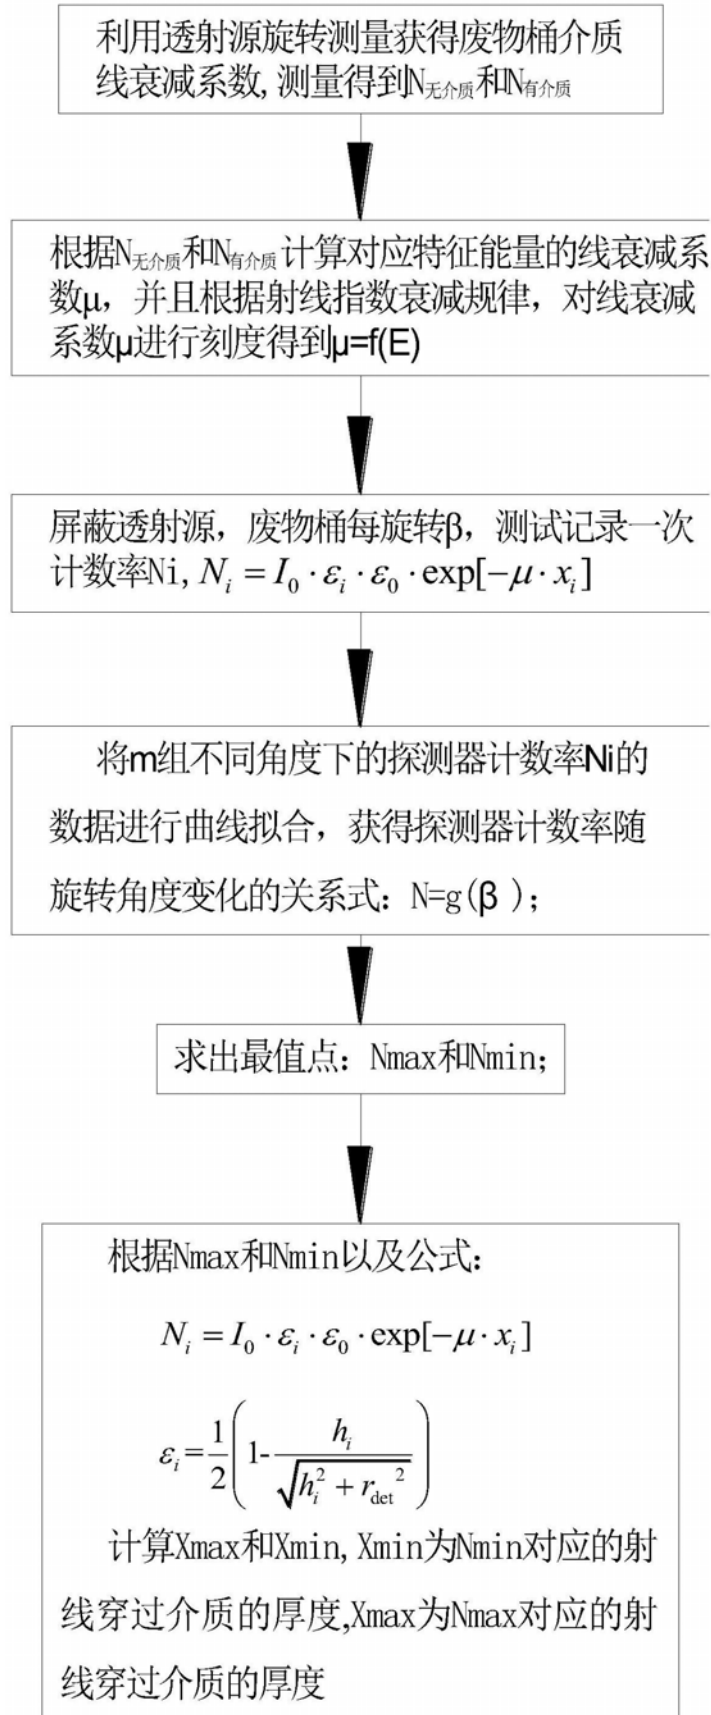 利用透射源旋转测量获得废物桶介质
线衰减系数,测量得到N无介质和N有介质
根据N无介质和N有介质计算对应特征能量的线衰减系
数μ，并且根据射线指数衰减规律，对线衰减
系数μ进行刻度得到μ=f(E)
屏蔽透射源，废物桶每旋转β，测试记录一次
计数率Ni, N_i = I_0 · ε_i · ε_0 · exp[−μ · x_i]
将m组不同角度下的探测器计数率Ni的
数据进行曲线拟合，获得探测器计数率随
旋转角度变化的关系式：N=g(β )；
求出最值点：Nmax和Nmin；
根据Nmax和Nmin以及公式：
N_i = I_0 · ε_i · ε_0 · exp[−μ · x_i]
ε_i = 1/2 (1- h_i / √(h_i^2 + r_det^2))
计算Xmax和Xmin,Xmin为Nmin对应的射
线穿过介质的厚度,Xmax为Nmax对应的射
线穿过介质的厚度